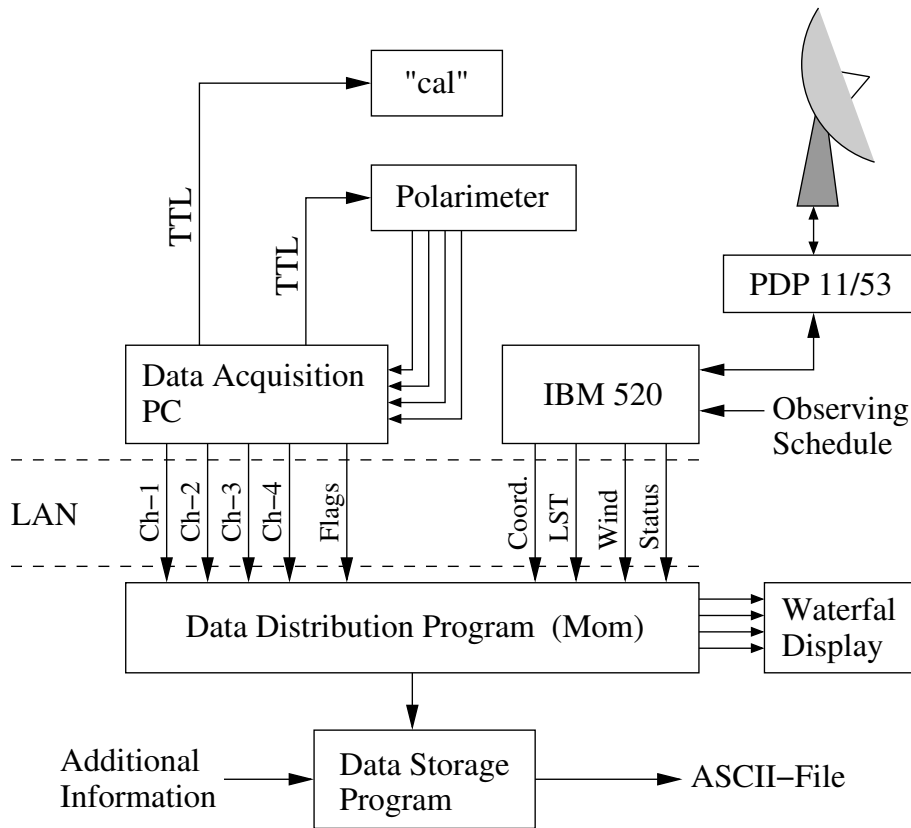 "cal"
TTL
Polarimeter
TTL
PDP 11/53
Data Acquisition
PC
IBM 520
Observing
Schedule
LAN
Ch−1
Ch−2
Ch−3
Ch−4
Flags
Coord.
LST
Wind
Status
Data Distribution Program (Mom)
Waterfal
Display
Additional
Information
Data Storage
Program
ASCII−File